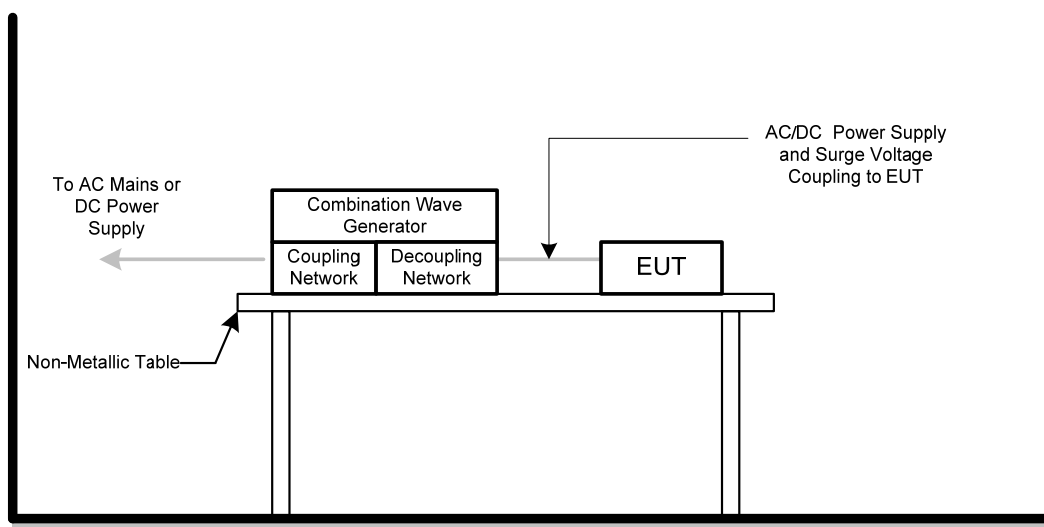 AC/DC Power Supply
and Surge Voltage
Coupling to EUT
To AC Mains or
DC Power
Supply
Combination Wave
Generator
Coupling
Network
Decoupling
Network
EUT
Non-Metallic Table